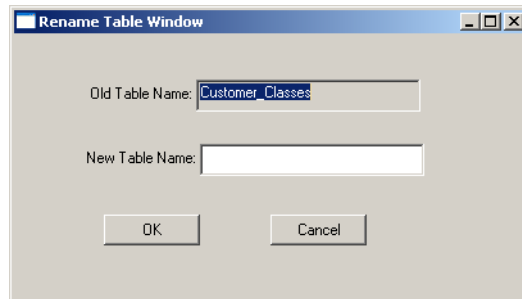 Rename Table Window
Old Table Name: Customer_Classes
New Table Name:
OK Cancel